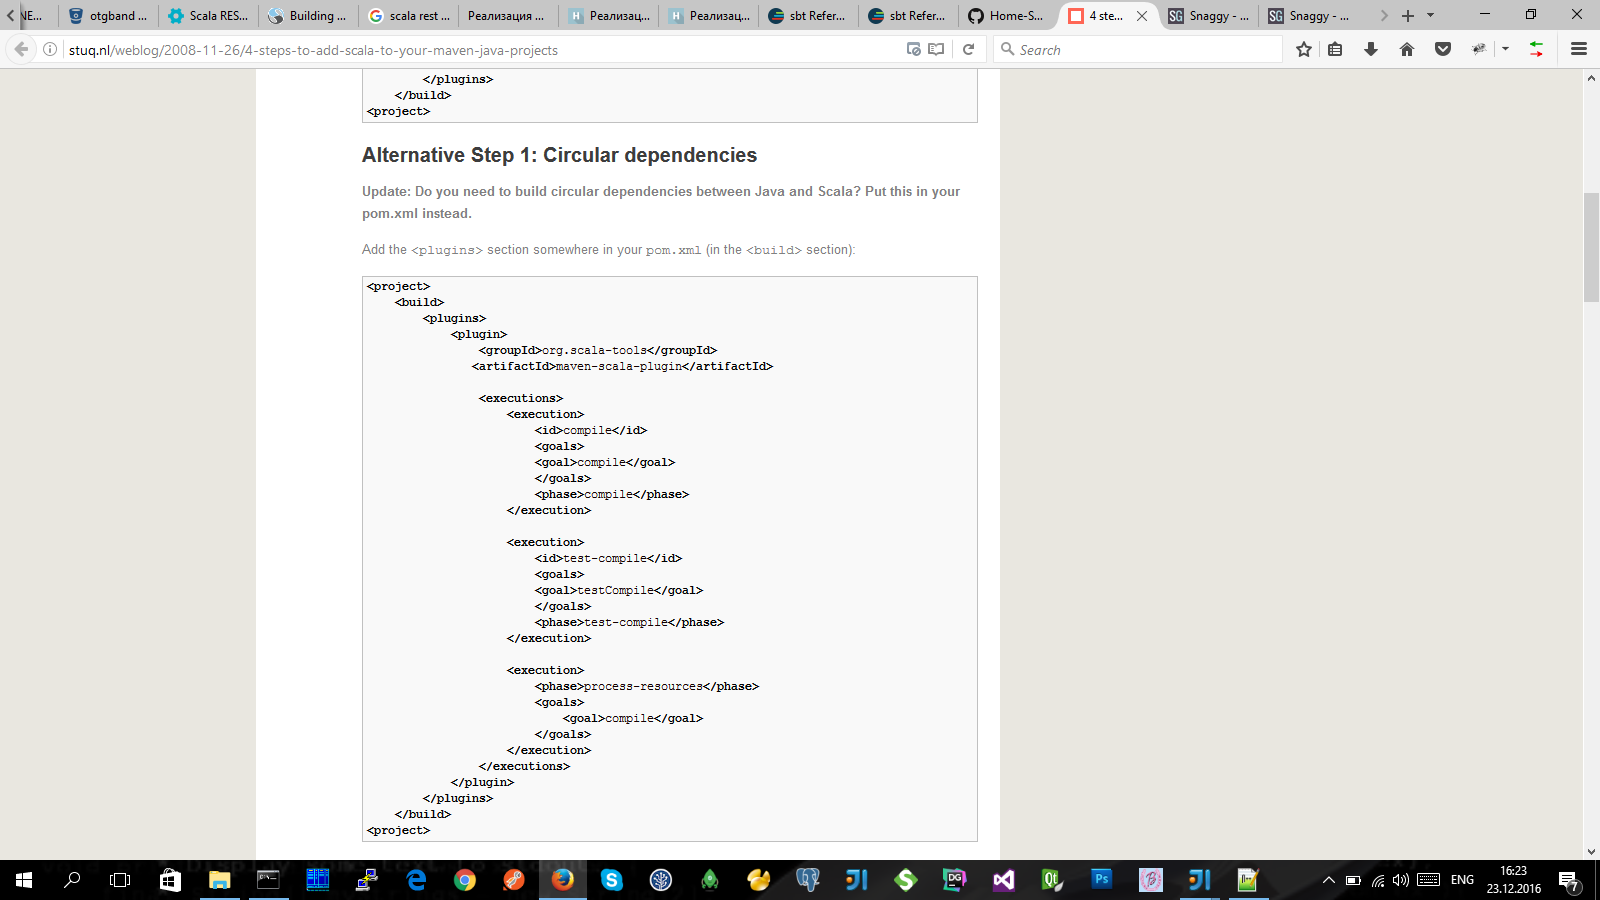 NE...
otgband ...
Scala RES...
Building ...
scala rest ...
Реализация ...
Реализац...
Реализац...
sbt Refer...
sbt Refer...
Home-S...
4 ste...
Snaggy - ...
Snaggy - ...
stuq.nl/weblog/2008-11-26/4-steps-to-add-scala-to-your-maven-java-projects
Search
</plugins>
</build>
<project>
Alternative Step 1: Circular dependencies
Update: Do you need to build circular dependencies between Java and Scala? Put this in your
pom.xml instead.
Add the <plugins> section somewhere in your pom.xml (in the <build> section):
<project>
<build>
<plugins>
<plugin>
<groupId>org.scala-tools</groupId>
<artifactId>maven-scala-plugin</artifactId>
<executions>
<execution>
<id>compile</id>
<goals>
<goal>compile</goal>
</goals>
<phase>compile</phase>
</execution>
<execution>
<id>test-compile</id>
<goals>
<goal>testCompile</goal>
</goals>
<phase>test-compile</phase>
</execution>
<execution>
<phase>process-resources</phase>
<goals>
<goal>compile</goal>
</goals>
</execution>
</executions>
</plugin>
</plugins>
</build>
<project>
ENG
16:23
23.12.2016
7